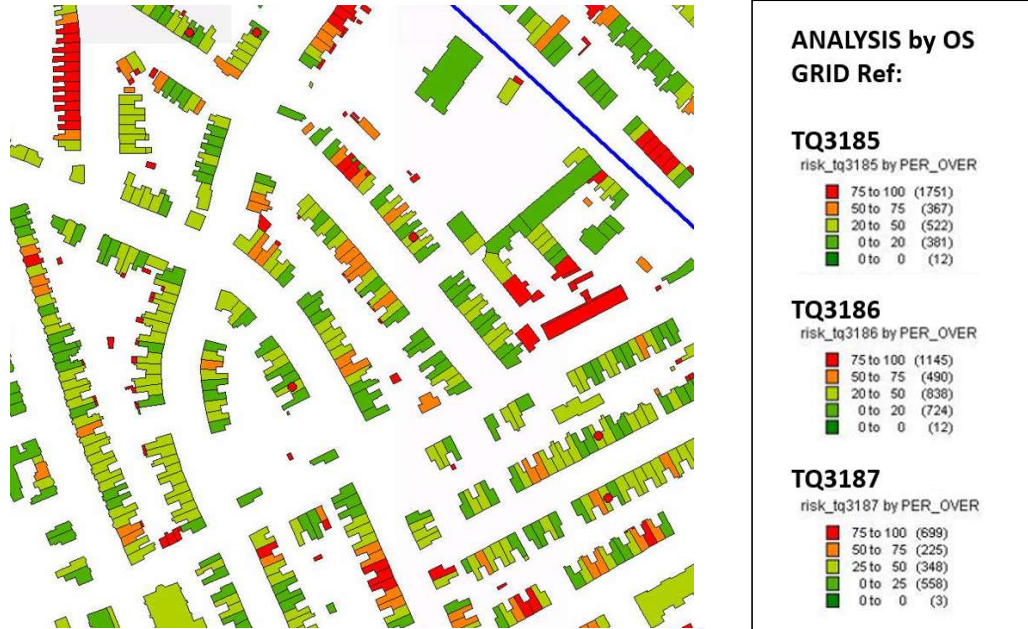 ANALYSIS by OS
GRID Ref:
TQ3185
risk_tq3185 by PER_OVER
75 to 100 (1751)
50 to 75 (367)
20 to 50 (522)
0 to 20 (381)
0 to 0 (12)
TQ3186
risk_tq3186 by PER_OVER
75 to 100 (1145)
50 to 75 (490)
20 to 50 (838)
0 to 20 (724)
0 to 0 (12)
TQ3187
risk_tq3187 by PER_OVER
75 to 100 (699)
50 to 75 (225)
25 to 50 (348)
0 to 25 (558)
0 to 0 (3)